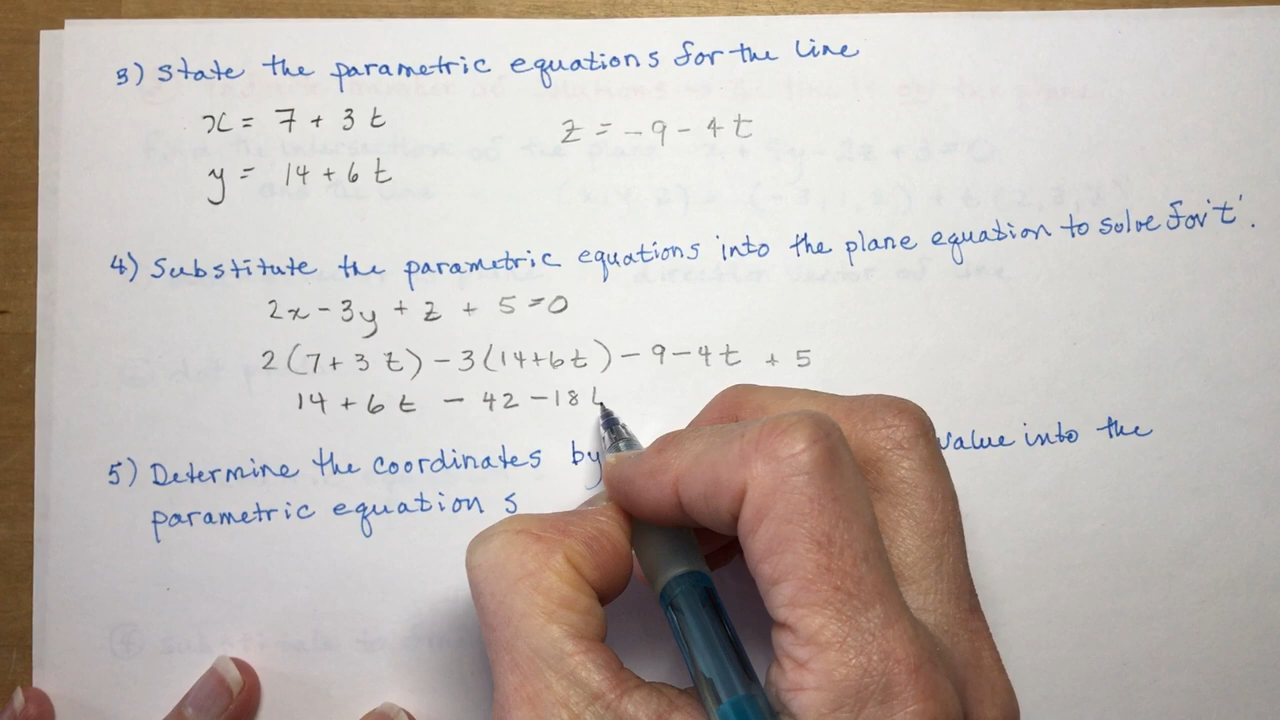 3) State the parametric equations for the line
x = 7 + 3t z = -9 - 4t
y = 14 + 6t
4) Substitute the parametric equations into the plane equation to solve for 't'.
2x - 3y + z + 5 = 0
2(7 + 3t) - 3(14 + 6t) - 9 - 4t + 5
14 + 6t - 42 - 18t
5) Determine the coordinates by value into the
parametric equations